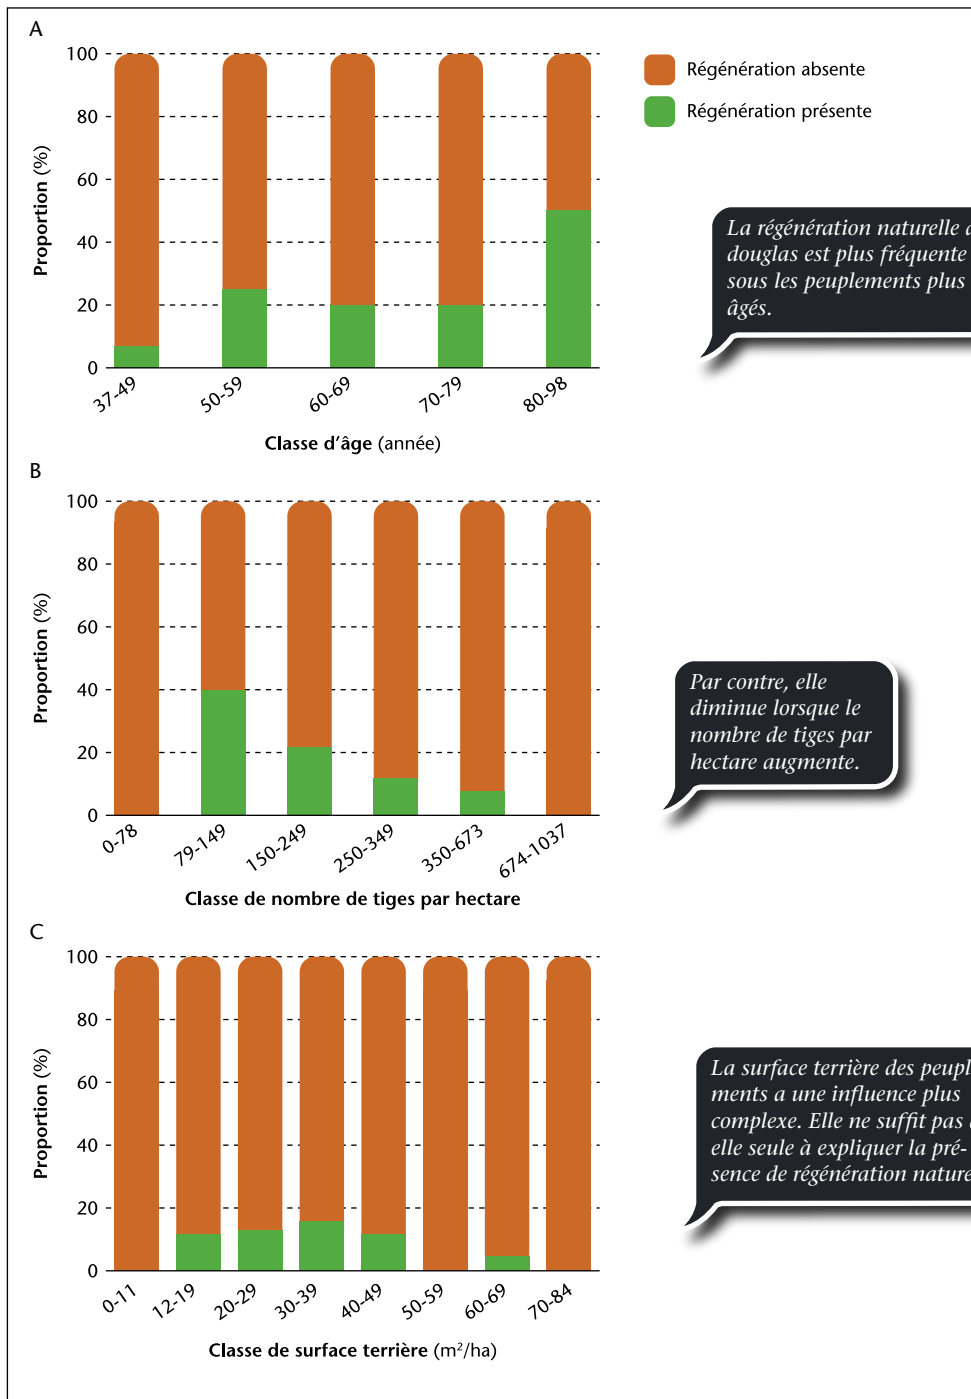 A
Régénération absente
Régénération présente
Proportion (%)
100
80
60
40
20
0
37-49
50-59
60-69
70-79
80-98
Classe d'âge (année)
La régénération naturelle
douglas est plus fréquente
sous les peuplements plus
âgés.
B
Proportion (%)
100
80
60
40
20
0
0-78
79-149
150-249
250-349
350-673
674-1037
Classe de nombre de tiges par hectare
Par contre, elle
diminue lorsque le
nombre de tiges par
hectare augmente.
C
Proportion (%)
100
80
60
40
20
0
0-11
12-19
20-29
30-39
40-49
50-59
60-69
70-84
Classe de surface terrière (m²/ha)
La surface terrière des peupl
ments a une influence plus
complexe. Elle ne suffit pas
elle seule à expliquer la pré-
sence de régénération nature